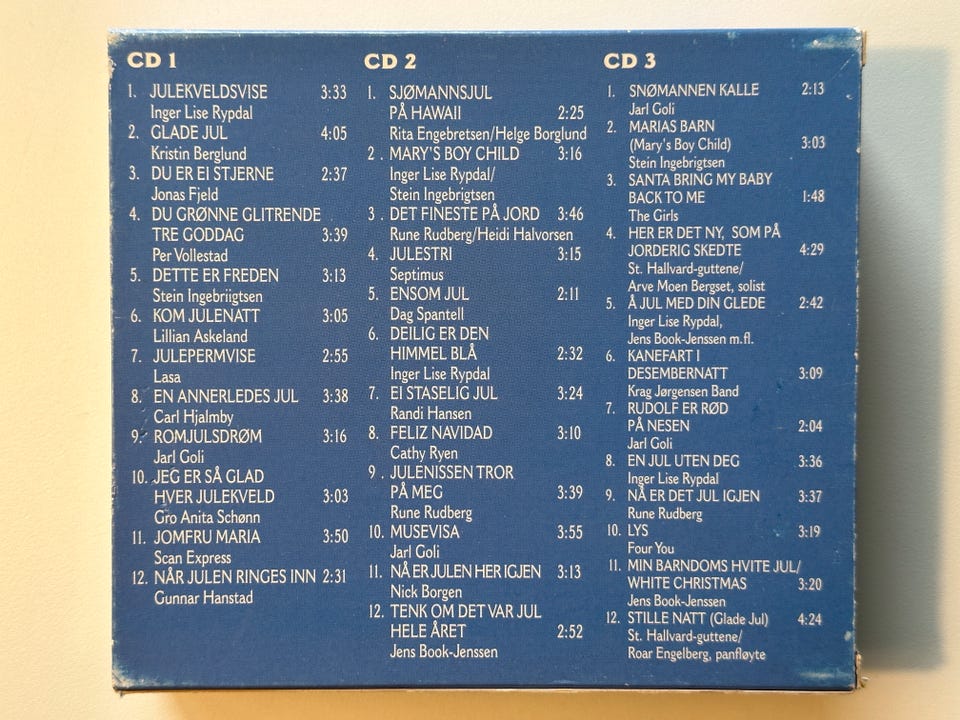 CD 1
1. JULEKVELDSVISE 3:33
Inger Lise Rypdal
2. GLADE JUL 4:05
Kristin Berglund
3. DU ER EI STJERNE 2:37
Jonas Fjeld
4. DU GRØNNE GLITRENDE
TRE GODDAG 3:39
Per Vollestad
5. DETTE ER FREDEN 3:13
Stein Ingebriigtsen
6. KOM JULENATT 3:05
Lillian Askeland
7. JULEPERMVISE 2:55
Lasa
8. EN ANNERLEDES JUL 3:38
Carl Hjalmby
9. ROMJULSDRØM 3:16
Jarl Goli
10. JEG ER SÅ GLAD
HVER JULEKVELD 3:03
Gro Anita Schønn
11. JOMFRU MARIA 3:50
Scan Express
12. NÅR JULEN RINGES INN 2:31
Gunnar Hanstad
CD 2
1. SJØMANNSJUL
PÅ HAWAII 2:25
Rita Engebretsen/Helge Borglund
2 . MARY'S BOY CHILD 3:16
Inger Lise Rypdal/
Stein Ingebrigtsen
3 . DET FINESTE PÅ JORD 3:46
Rune Rudberg/Heidi Halvorsen
4. JULESTRI 3:15
Septimus
5. ENSOM JUL 2:11
Dag Spantell
6. DEILIG ER DEN
HIMMEL BLÅ 2:32
Inger Lise Rypdal
7. EI STASELIG JUL 3:24
Randi Hansen
8. FELIZ NAVIDAD 3:10
Cathy Ryen
9 . JULENISSEN TROR
PÅ MEG 3:39
Rune Rudberg
10. MUSEVISA 3:55
Jarl Goli
11. NÅ ER JULEN HER IGJEN 3:13
Nick Borgen
12. TENK OM DET VAR JUL
HELE ÅRET 2:52
Jens Book-Jenssen
CD 3
1. SNØMANNEN KALLE 2:13
Jarl Goli
2. MARIAS BARN
(Mary's Boy Child) 3:03
Stein Ingebrigtsen
3. SANTA BRING MY BABY
BACK TO ME 1:48
The Girls
4. HER ER DET NY, SOM PÅ
JORDERIG SKEDTE 4:29
St. Hallvard-guttene/
Arve Moen Bergset, solist
5. Å JUL MED DIN GLEDE 2:42
Inger Lise Rypdal,
Jens Book-Jenssen m.fl.
6. KANEFART I
DESEMBERNATT 3:09
Krag Jørgensen Band
7. RUDOLF ER RØD
PÅ NESEN 2:04
Jarl Goli
8. EN JUL UTEN DEG 3:36
Inger Lise Rypdal
9. NÅ ER DET JUL IGJEN 3:37
Rune Rudberg
10. LYS 3:19
Four You
11. MIN BARNDOMS HVITE JUL/
WHITE CHRISTMAS 3:20
Jens Book-Jenssen
12. STILLE NATT (Glade Jul) 4:24
St. Hallvard-guttene/
Roar Engelberg, panfløyte